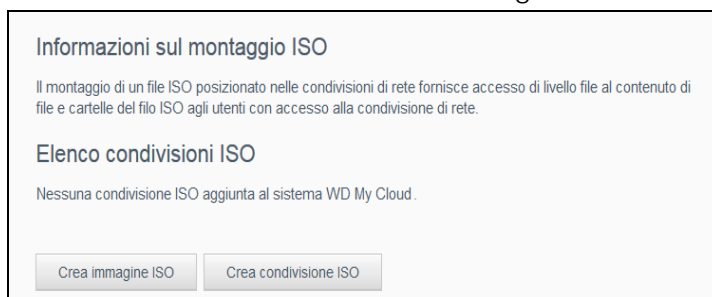 Informazioni sul montaggio ISO
Il montaggio di un file ISO posizionato nelle condivisioni di rete fornisce accesso di livello file al contenuto di
file e cartelle del filo ISO agli utenti con accesso alla condivisione di rete.
Elenco condivisioni ISO
Nessuna condivisione ISO aggiunta al sistema WD My Cloud.
Crea immagine ISO Crea condivisione ISO